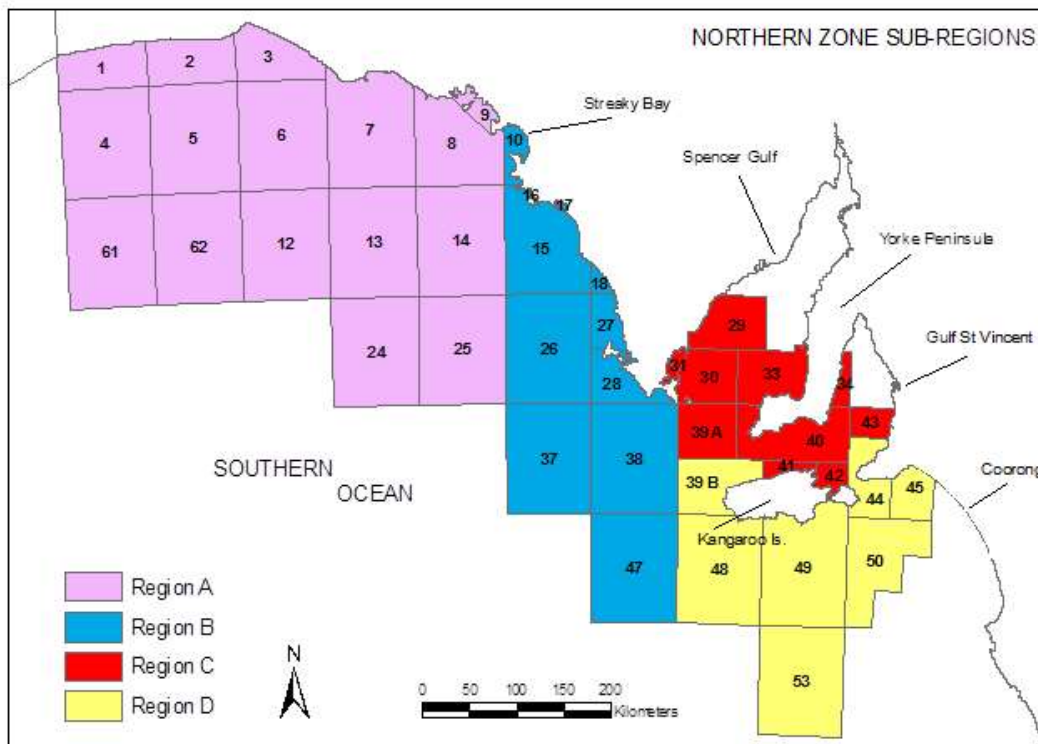 NORTHERN ZONE SUB-REGIONS
1
2
3
4
5
6
7
8
9
10
Streaky Bay
Spencer Gulf
61
62
12
13
14
15
16
17
18
Yorke Peninsula
24
25
26
27
28
29
30
31
33
34
Gulf St Vincent
37
38
39A
39 B
40
41
42
43
44
45
Coorong
SOUTHERN
OCEAN
Kangaroo Is.
47
48
49
50
53
Region A
Region B
Region C
Region D
N
0 50 100 150 200
Kilometers